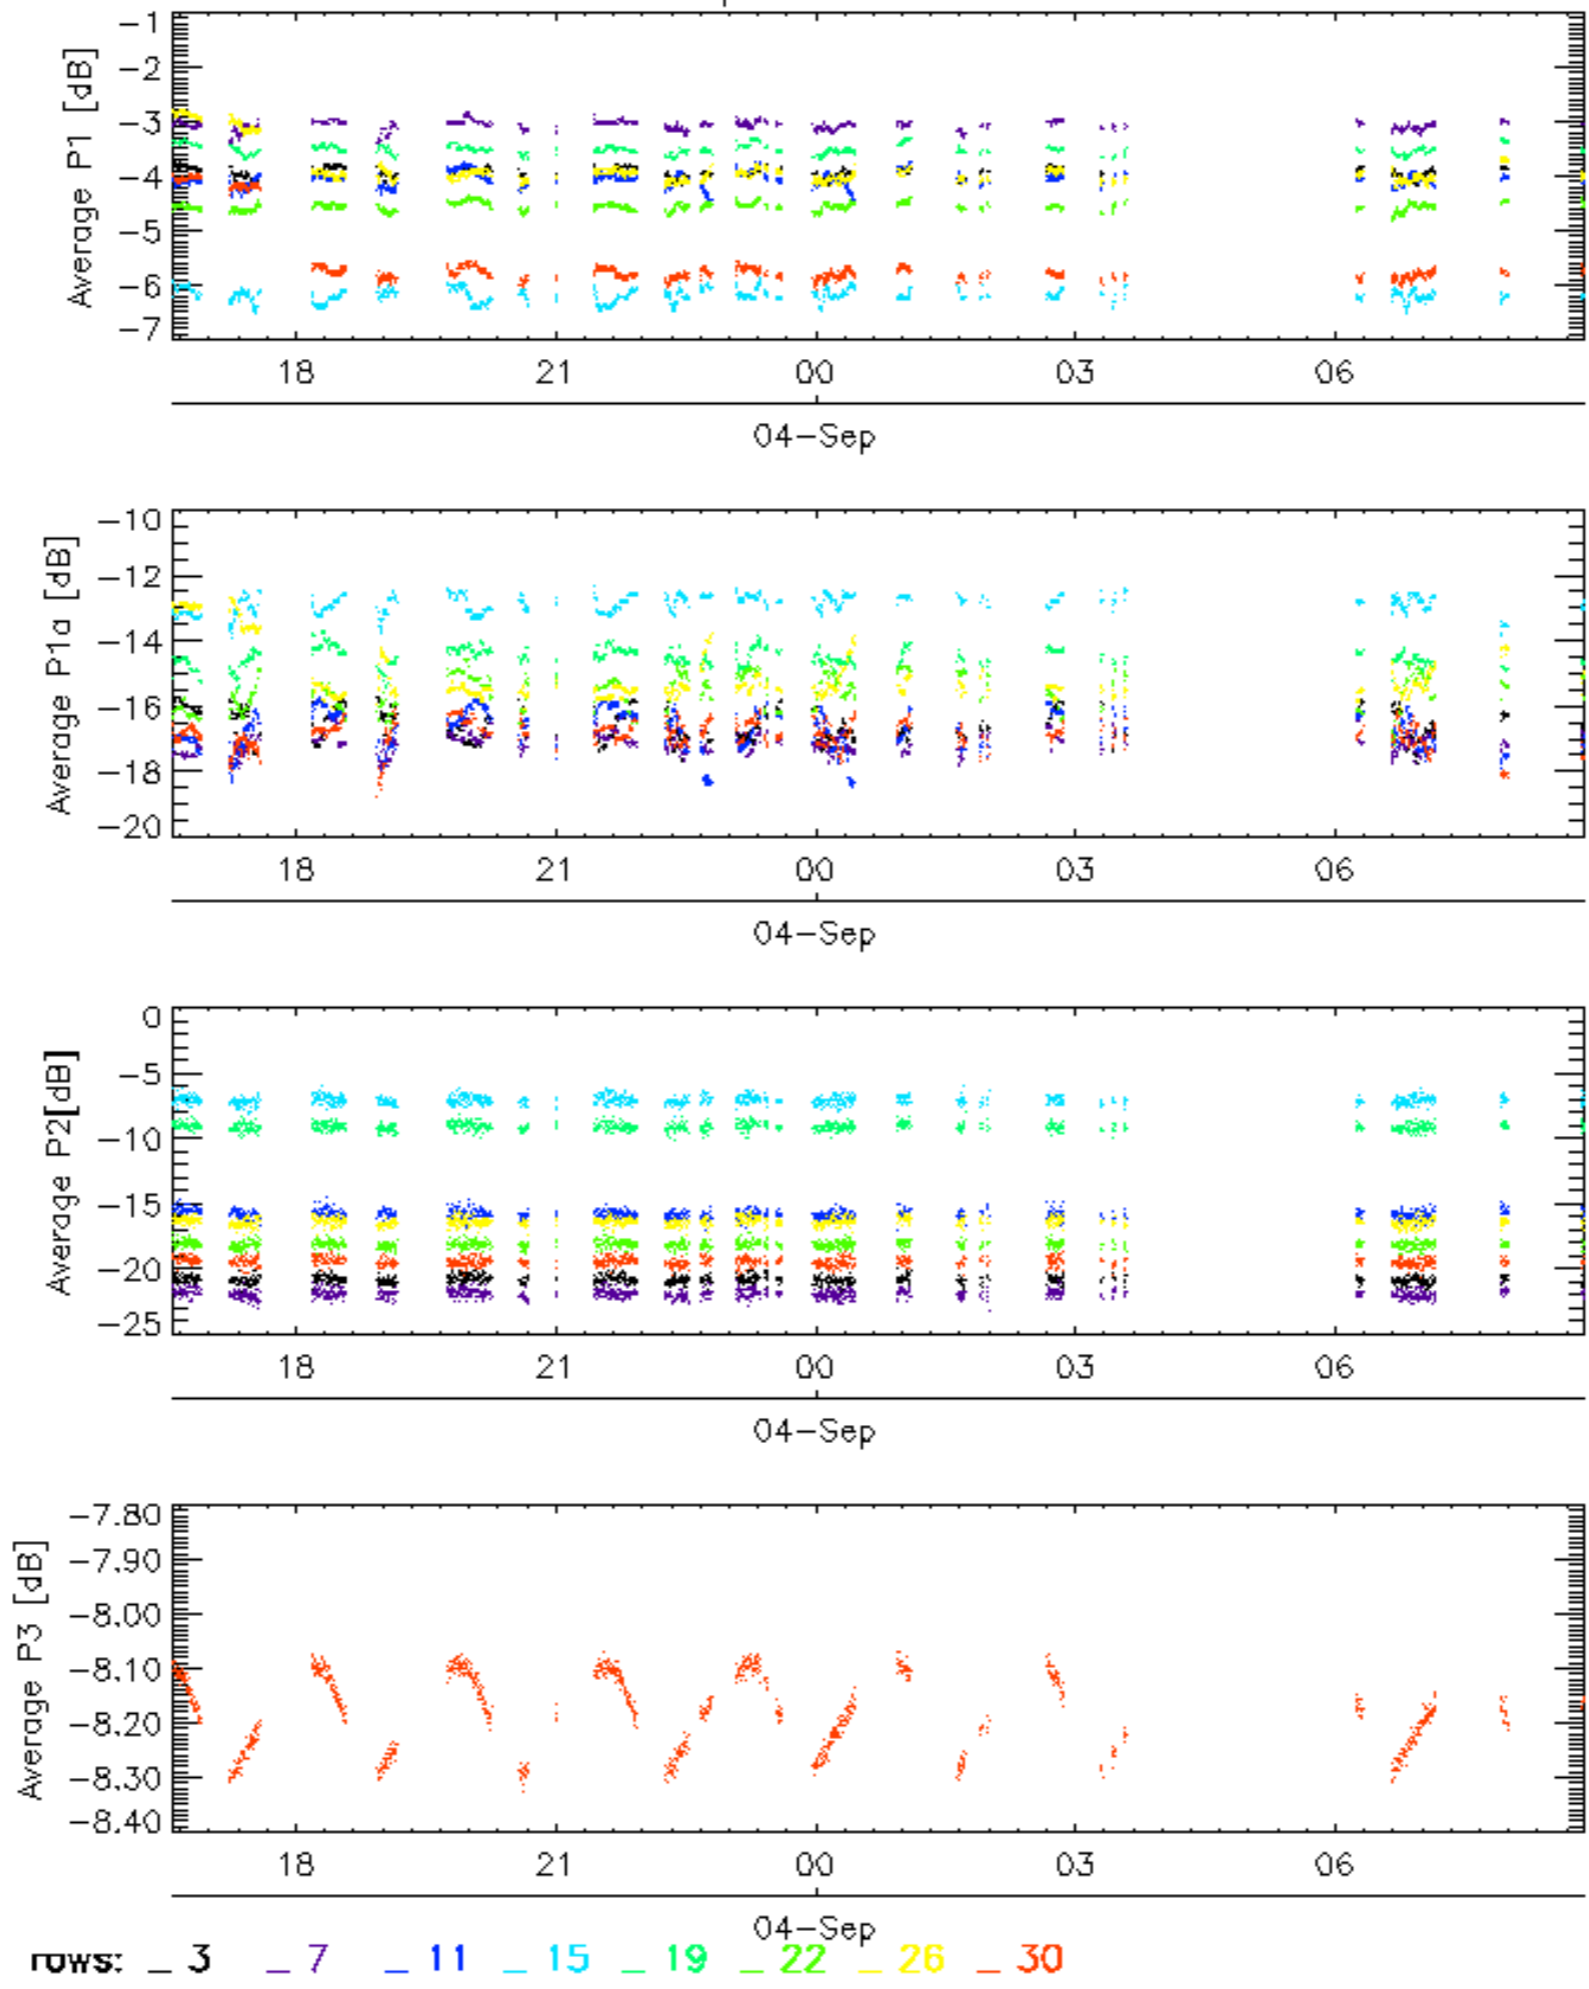 Average P1 [dB]
−1
−2
−3
−4
−5
−6
−7
18 21 00 03 06
04−Sep
Average P1a [dB]
−10
−12
−14
−16
−18
−20
18 21 00 03 06
04−Sep
Average P2[dB]
0
−5
−10
−15
−20
−25
18 21 00 03 06
04−Sep
Average P3 [dB]
−7.80
−7.90
−8.00
−8.10
−8.20
−8.30
−8.40
18 21 00 03 06
04−Sep
rows: _ 3 _ 7 _ 11 _ 15 _ 19 _ 22 _ 26 _ 30